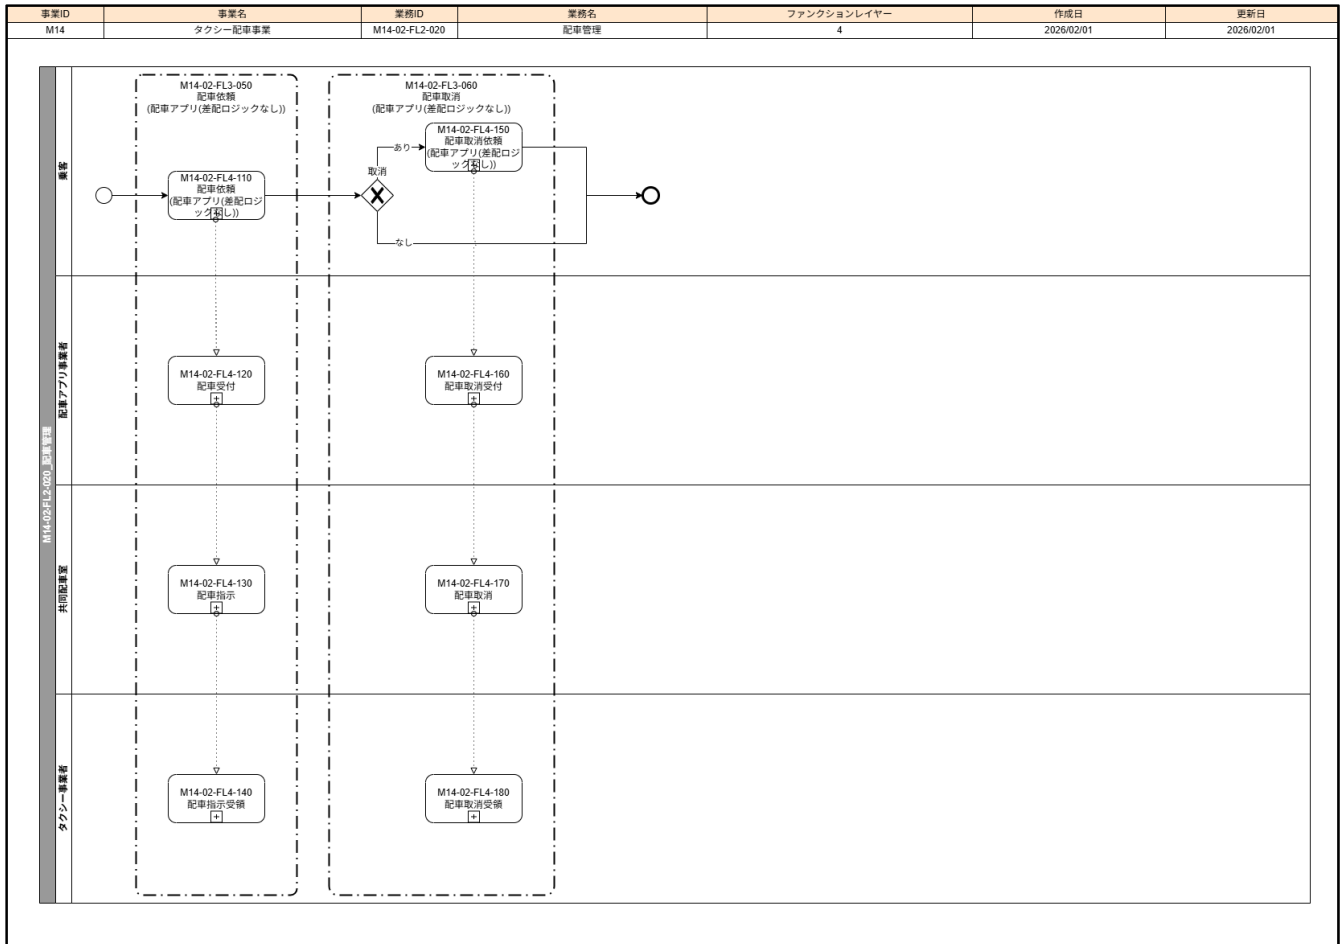 事業ID 事業名 業務ID 業務名 ファンクションレイヤー 作成日 更新日
M14 タクシー配車事業 M14-02-FL2-020 配車管理 4 2026/02/01 2026/02/01
M14-02-FL2-020_配車管理
乗客
M14-02-FL3-050
配車依頼
(配車アプリ(差配ロジックなし))
M14-02-FL3-060
配車取消
(配車アプリ(差配ロジックなし))
M14-02-FL4-110
配車依頼
(配車アプリ(差配ロジ
ックなし))
取消
あり
なし
M14-02-FL4-150
配車取消依頼
(配車アプリ(差配ロジ
ックなし))
配車アプリ事業者
M14-02-FL4-120
配車受付
M14-02-FL4-160
配車取消受付
共同配車室
M14-02-FL4-130
配車指示
M14-02-FL4-170
配車取消
タクシー事業者
M14-02-FL4-140
配車指示受領
M14-02-FL4-180
配車取消受領